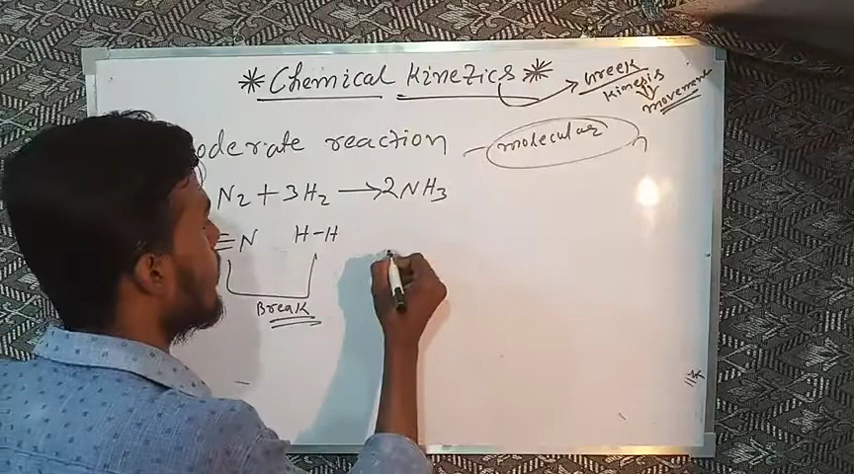 * Chemical Kinetics *
Greek
Kinesis
movement
oderate reaction - molecular
N₂ + 3H₂ → 2NH₃
≡N H-H
Break